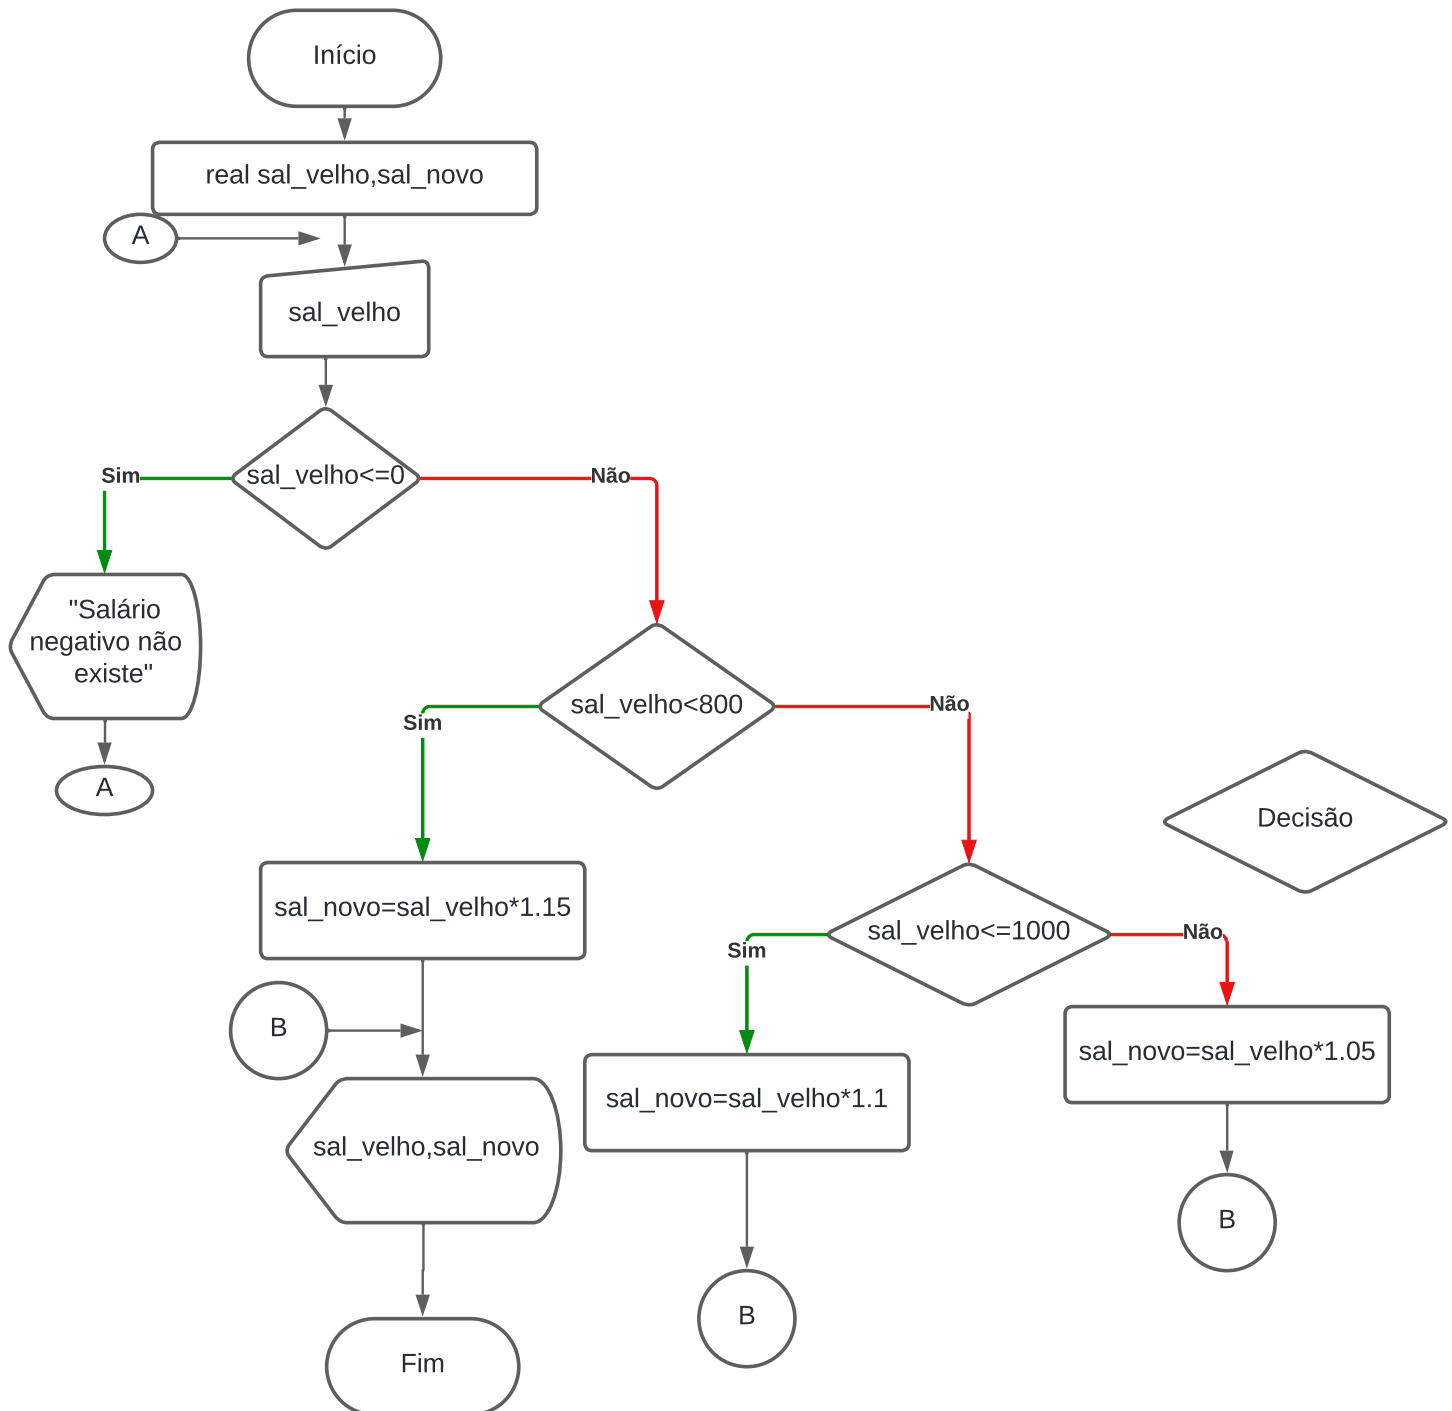 Início
real sal_velho,sal_novo
A
sal_velho
sal_velho<=0
Sim
Não
"Salário
negativo não
existe"
A
sal_velho<800
Sim
Não
Decisão
sal_novo=sal_velho*1.15
sal_velho<=1000
Sim
Não
B
sal_novo=sal_velho*1.1
sal_novo=sal_velho*1.05
sal_velho,sal_novo
B
B
Fim